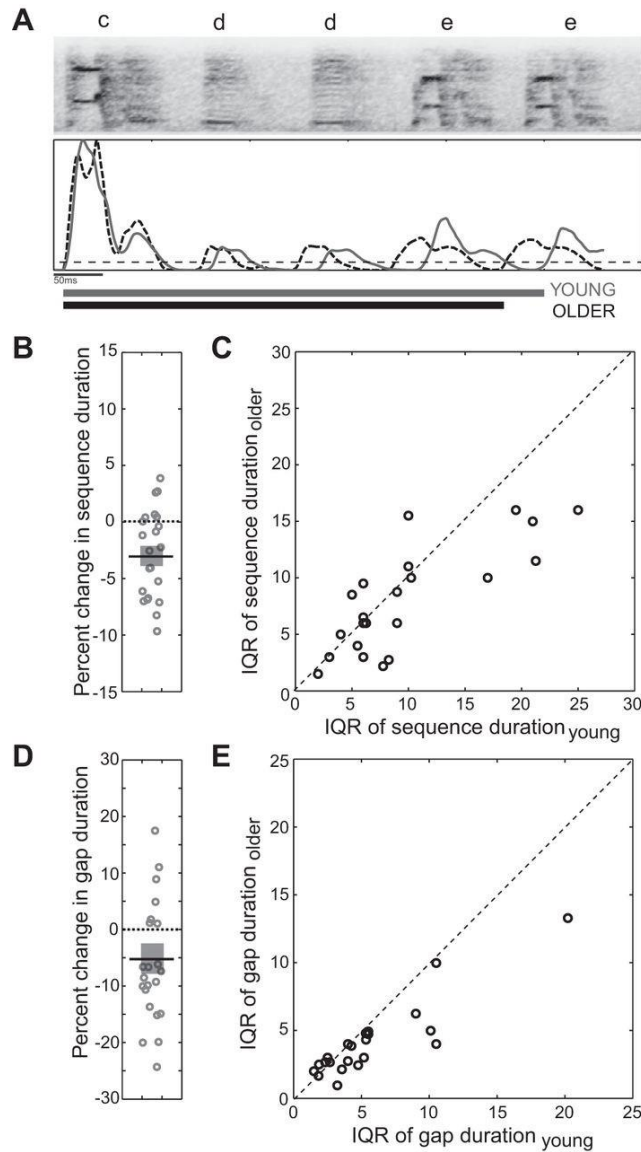 A
c d d e e
50ms
YOUNG
OLDER
B
Percent change in sequence duration
15
10
5
0
-5
-10
-15
C
IQR of sequence duration older
30
25
20
15
10
5
0
0 5 10 15 20 25 30
IQR of sequence duration young
D
Percent change in gap duration
30
20
10
0
-10
-20
-30
E
IQR of gap duration older
25
20
15
10
5
0
0 5 10 15 20 25
IQR of gap duration young